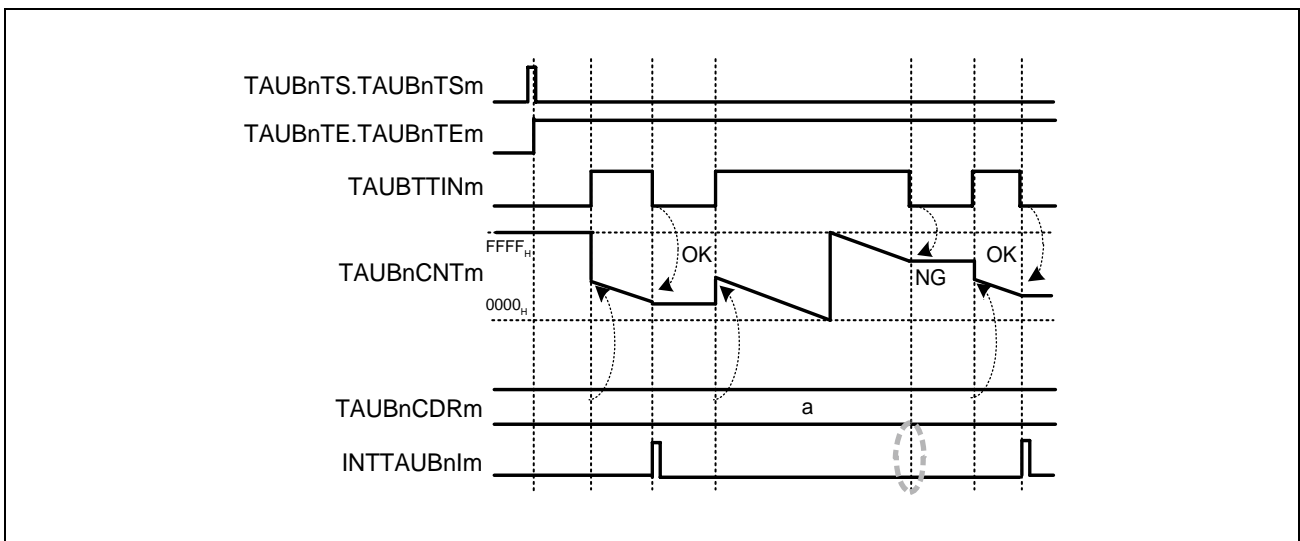 TAUBnTS.TAUBnTSm
TAUBnTE.TAUBnTEm
TAUBTTINm
FFFFH
OK
OK
TAUBnCNTm
NG
0000H
TAUBnCDRm
a
INTTAUBnIm